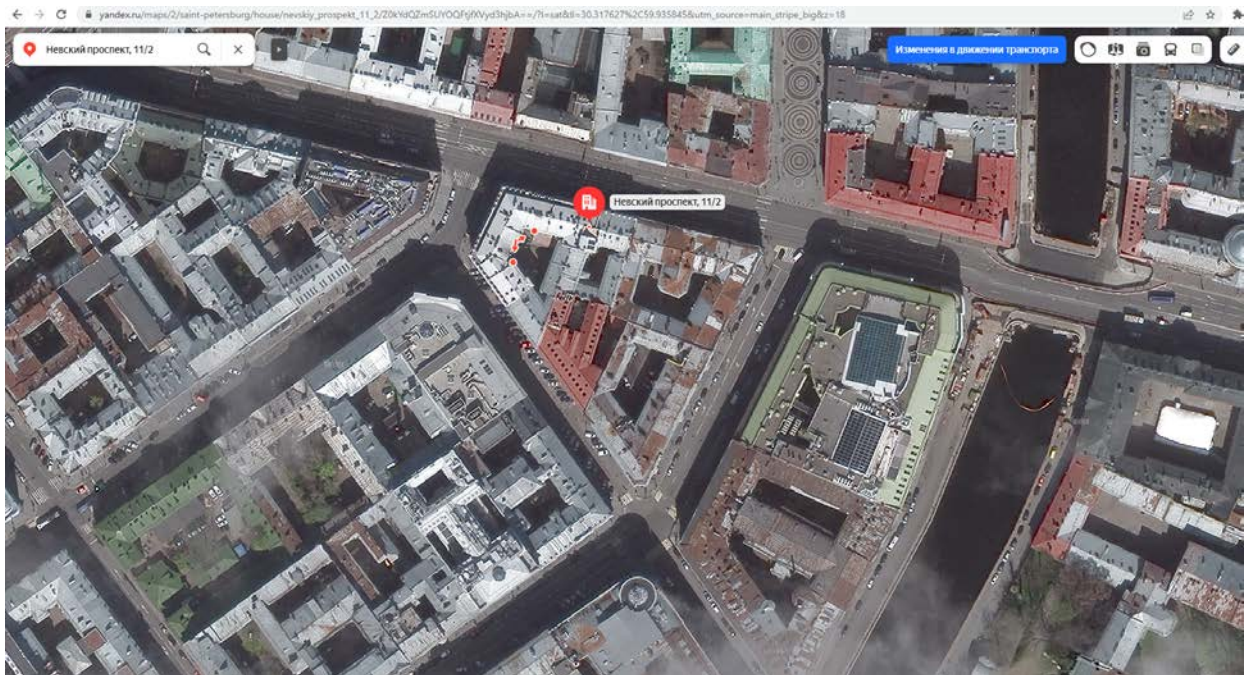 yandex.ru/maps/2/saint-petersburg/house/nevskiy_prospekt_11_2/Z0kYdQZmSUYOQFtjfXVyd3hjbA==/?l=sat&ll=30.317627%2C59.935845&utm_source=main_stripe_big&z=18
Невский проспект, 11/2
Изменения в движении транспорта
Невский проспект, 11/2